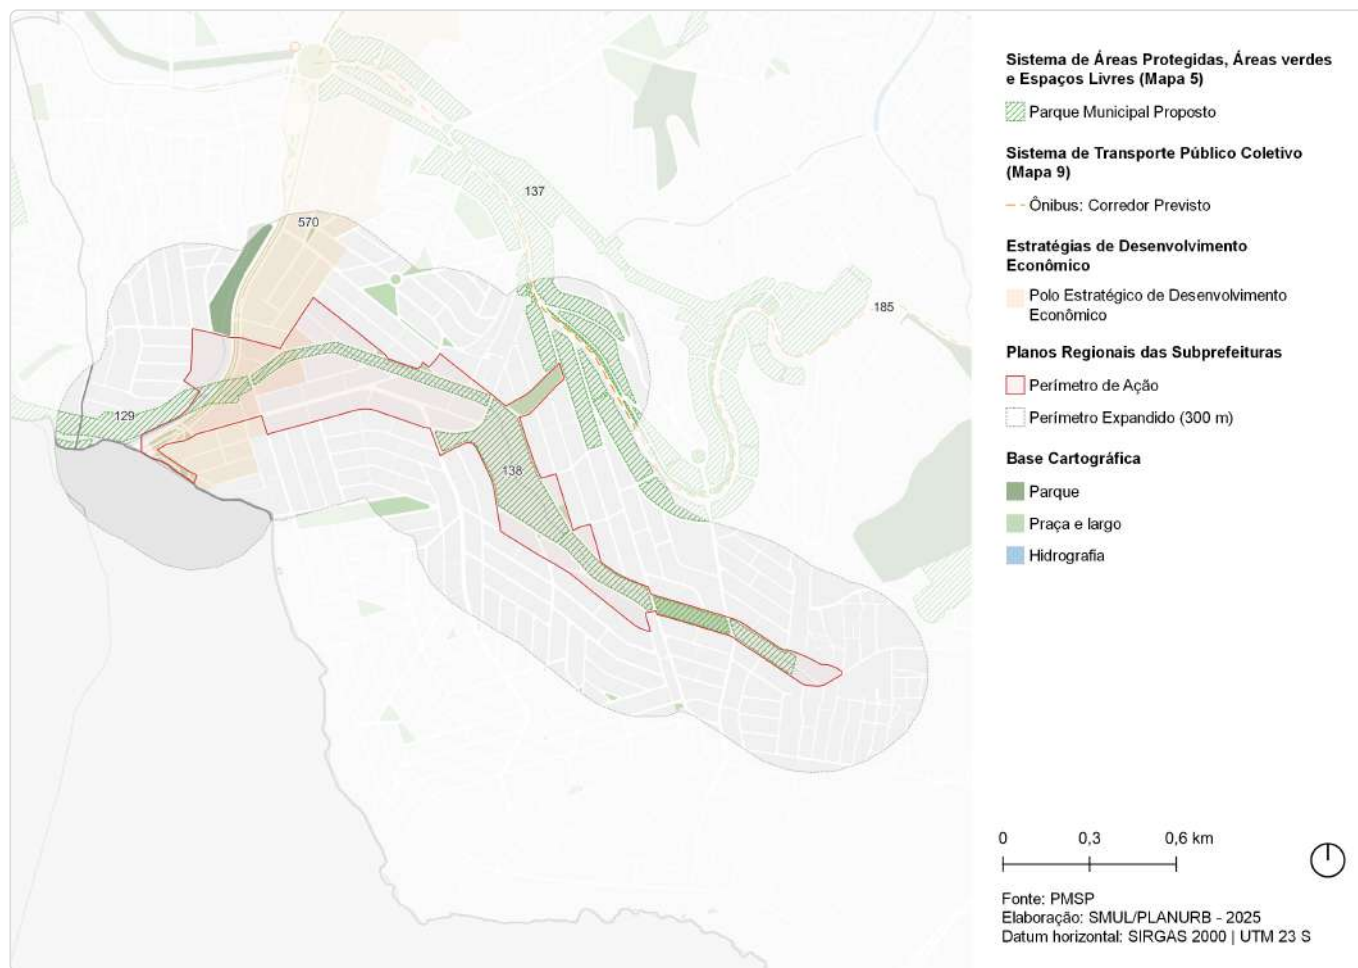 137
570
185
129
138
Sistema de Áreas Protegidas, Áreas verdes
e Espaços Livres (Mapa 5)
Parque Municipal Proposto
Sistema de Transporte Público Coletivo
(Mapa 9)
Ônibus: Corredor Previsto
Estratégias de Desenvolvimento
Econômico
Polo Estratégico de Desenvolvimento
Econômico
Planos Regionais das Subprefeituras
Perímetro de Ação
Perímetro Expandido (300 m)
Base Cartográfica
Parque
Praça e largo
Hidrografia
0 0,3 0,6 km
Fonte: PMSP
Elaboração: SMUL/PLANURB - 2025
Datum horizontal: SIRGAS 2000 | UTM 23 S